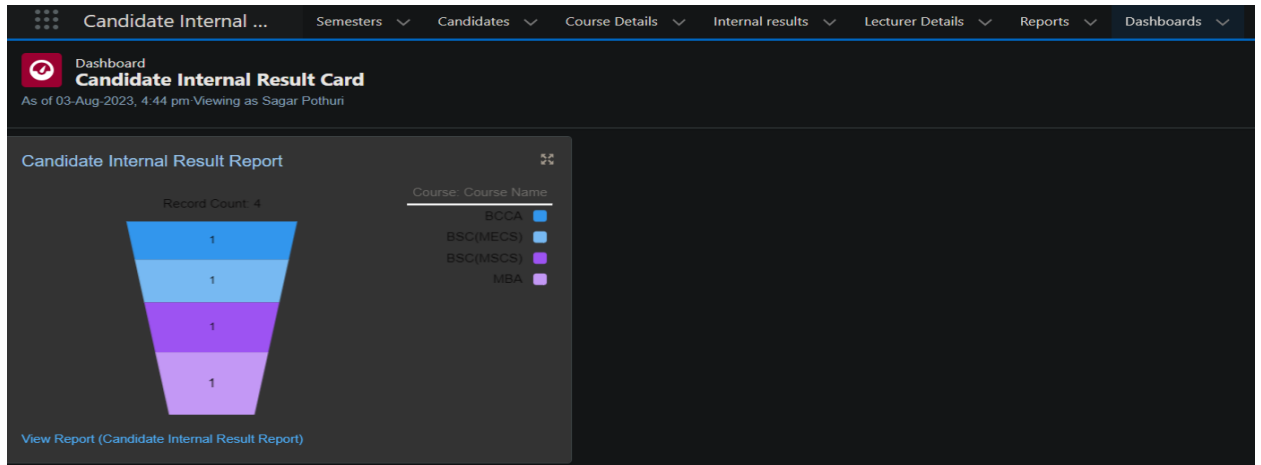 Candidate Internal ... Semesters Candidates Course Details Internal results Lecturer Details Reports Dashboards
Dashboard
Candidate Internal Result Card
As of 03-Aug-2023, 4:44 pm·Viewing as Sagar Pothuri
Candidate Internal Result Report
Course: Course Name
Record Count: 4
BCCA
BSC(MECS)
BSC(MSCS)
MBA
1
1
1
1
View Report (Candidate Internal Result Report)